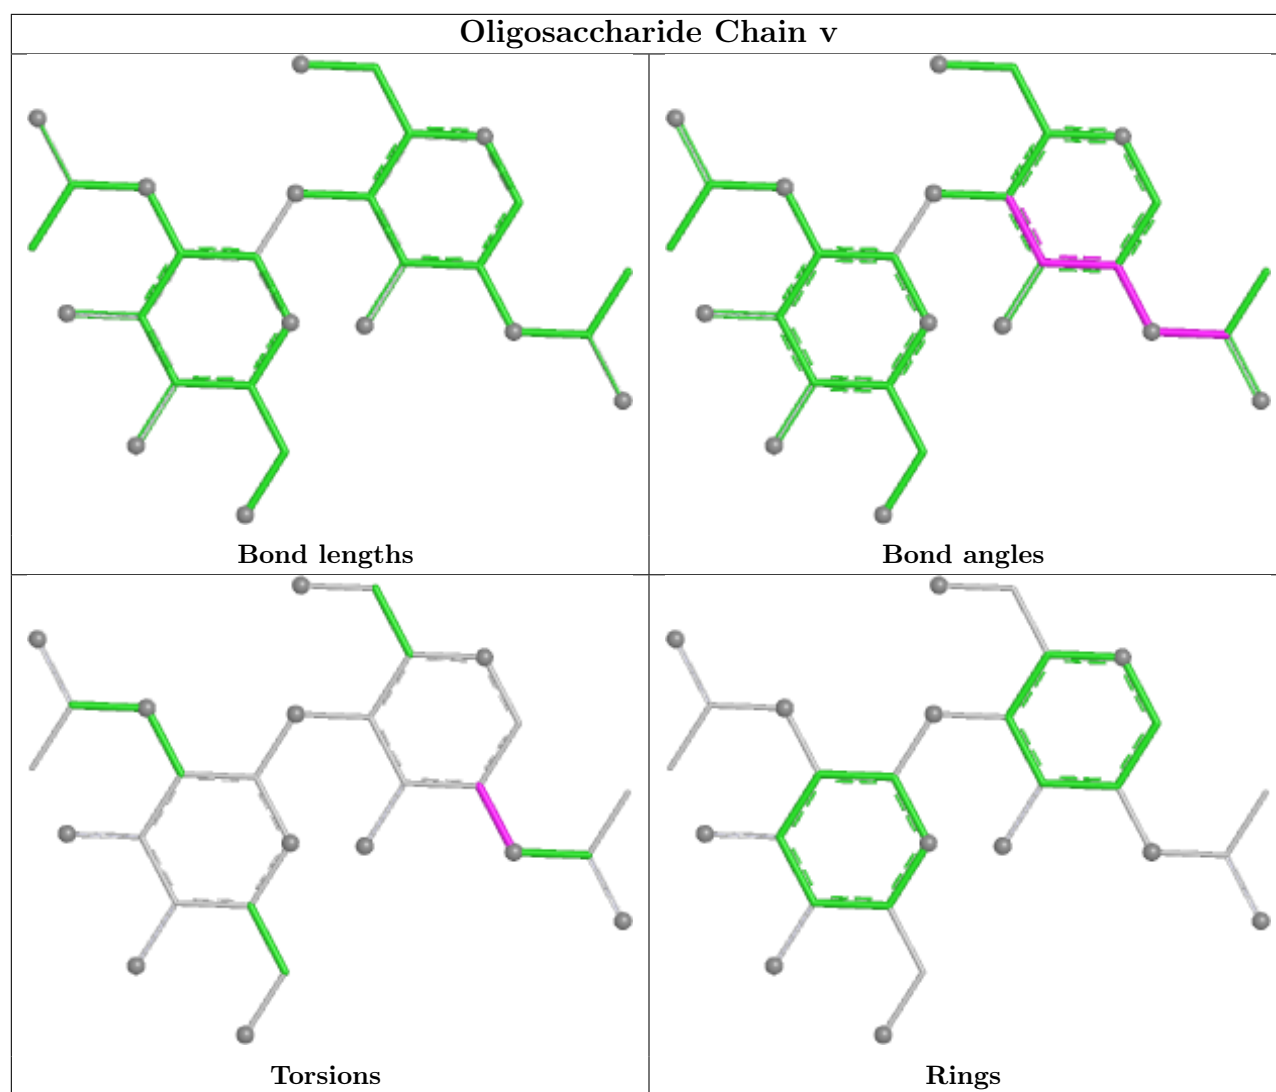 Oligosaccharide Chain v
Bond lengths
Bond angles
Torsions
Rings